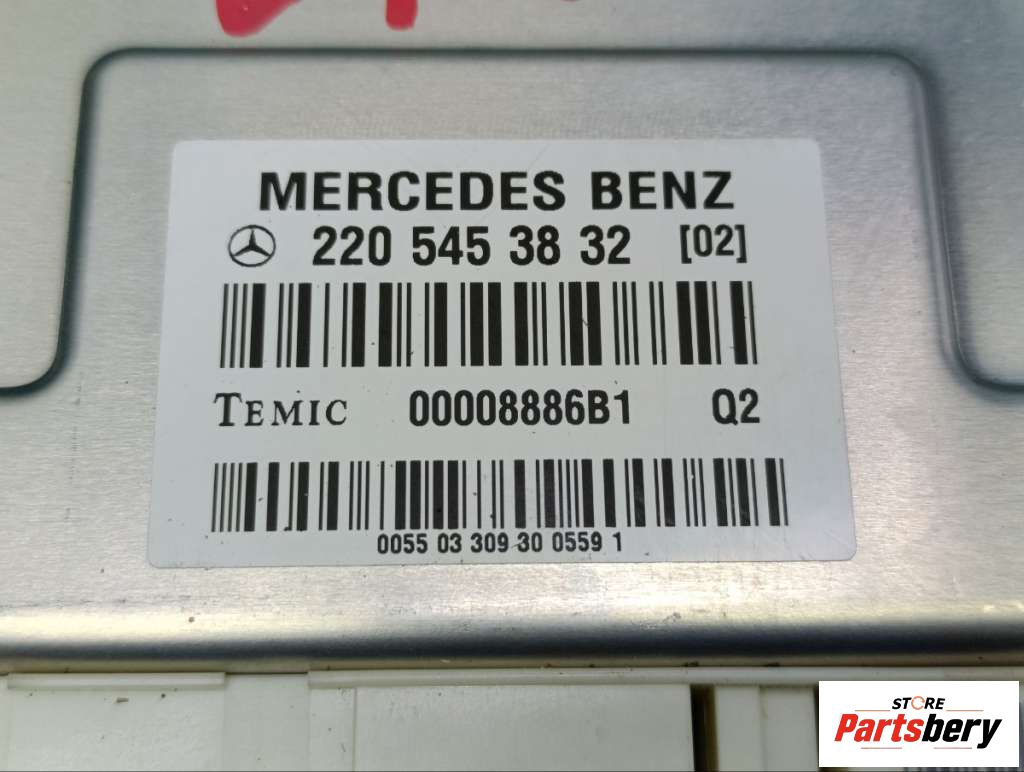 MERCEDES BENZ
220 545 38 32 [02]
TEMIC 00008886B1 Q2
0055 03 309 30 0559 1
STORE
Partsbery